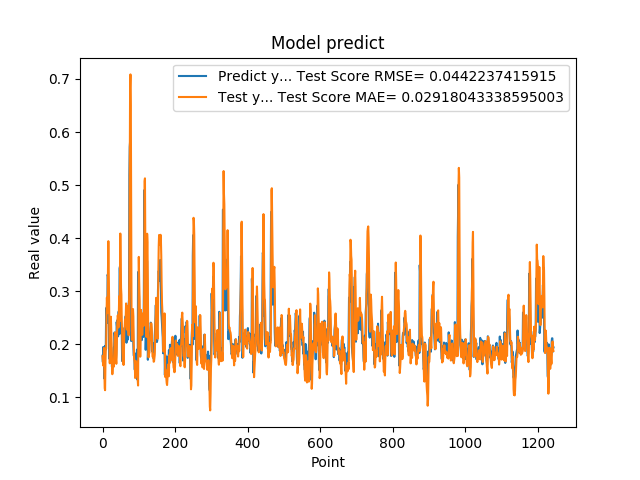 Model predict
Predict y... Test Score RMSE= 0.0442237415915
Test y... Test Score MAE= 0.02918043338595003
Real value
0.7
0.6
0.5
0.4
0.3
0.2
0.1
0 200 400 600 800 1000 1200
Point